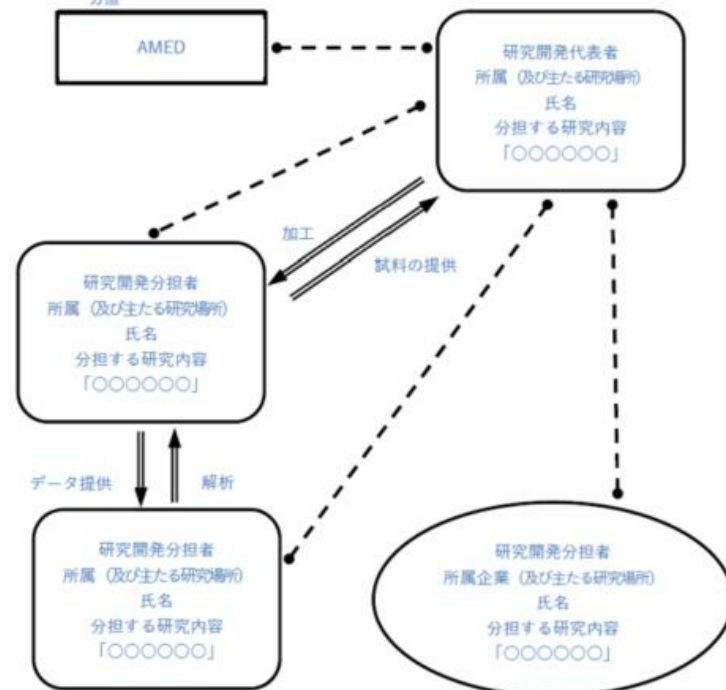 AMED
研究開発代表者
所属（及び主たる研究場所）
氏名
分担する研究内容
「○○○○○○」
加工
試料の提供
研究開発分担者
所属（及び主たる研究場所）
氏名
分担する研究内容
「○○○○○○」
データ提供
解析
研究開発分担者
所属（及び主たる研究場所）
氏名
分担する研究内容
「○○○○○○」
研究開発分担者
所属企業（及び主たる研究場所）
氏名
分担する研究内容
「○○○○○○」